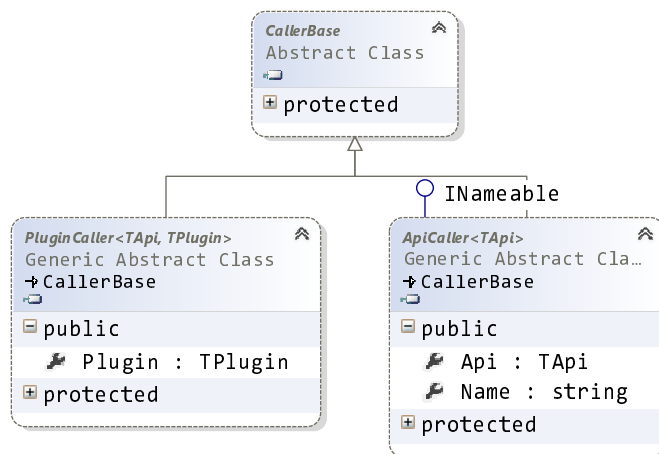 CallerBase
Abstract Class
protected
INameable
PluginCaller<TApi, TPlugin>
Generic Abstract Class
CallerBase
public
Plugin : TPlugin
protected
ApiCaller<TApi>
Generic Abstract Cla…
CallerBase
public
Api : TApi
Name : string
protected